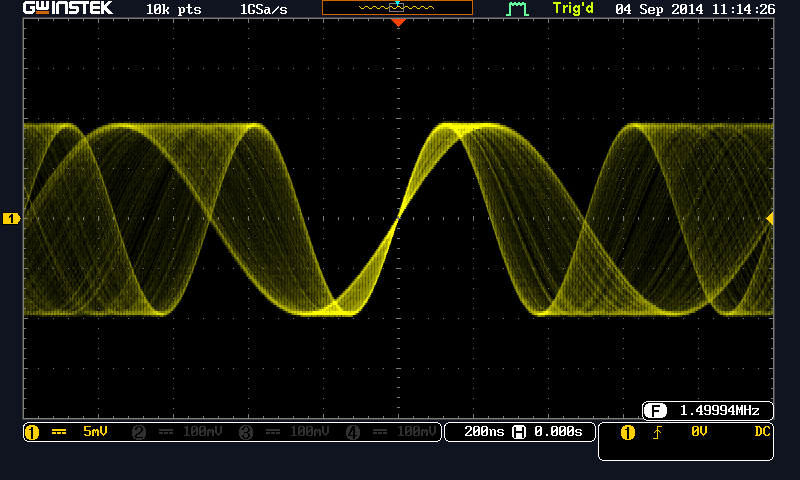 GWINSTEK 10k pts 1GSa/s Trig'd 04 Sep 2014 11:14:26
1
F 1.49994MHz
1 5mV 2 100mV 3 100mV 4 100mV 200ns H 0.000s 1 0V DC